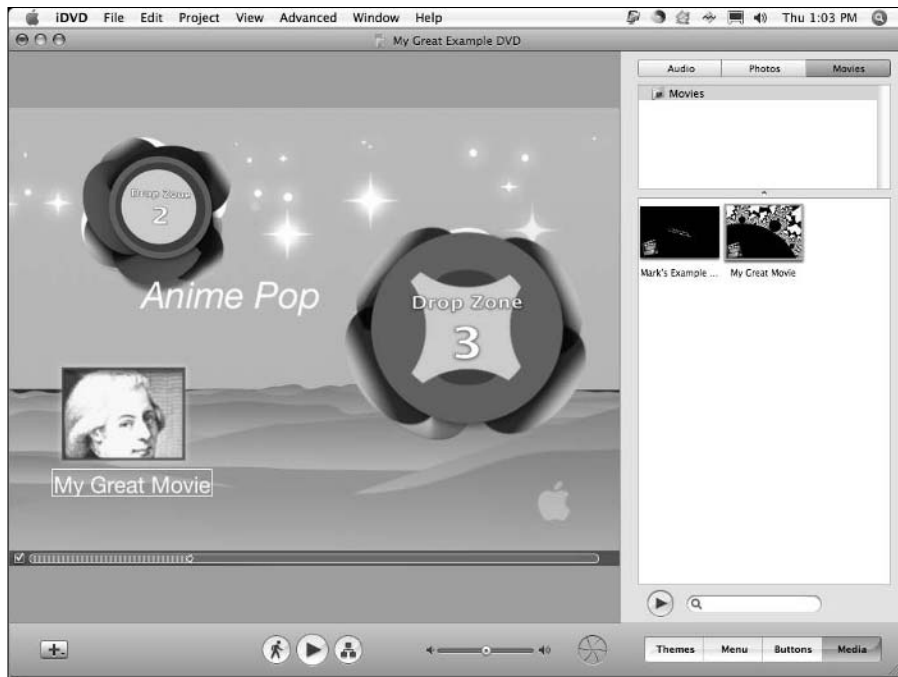 iDVD File Edit Project View Advanced Window Help Thu 1:03 PM
My Great Example DVD
Audio Photos Movies
Movies
Drop Zone
2
Anime Pop
Drop Zone
3
Mark's Example ... My Great Movie
My Great Movie
Themes Menu Buttons Media